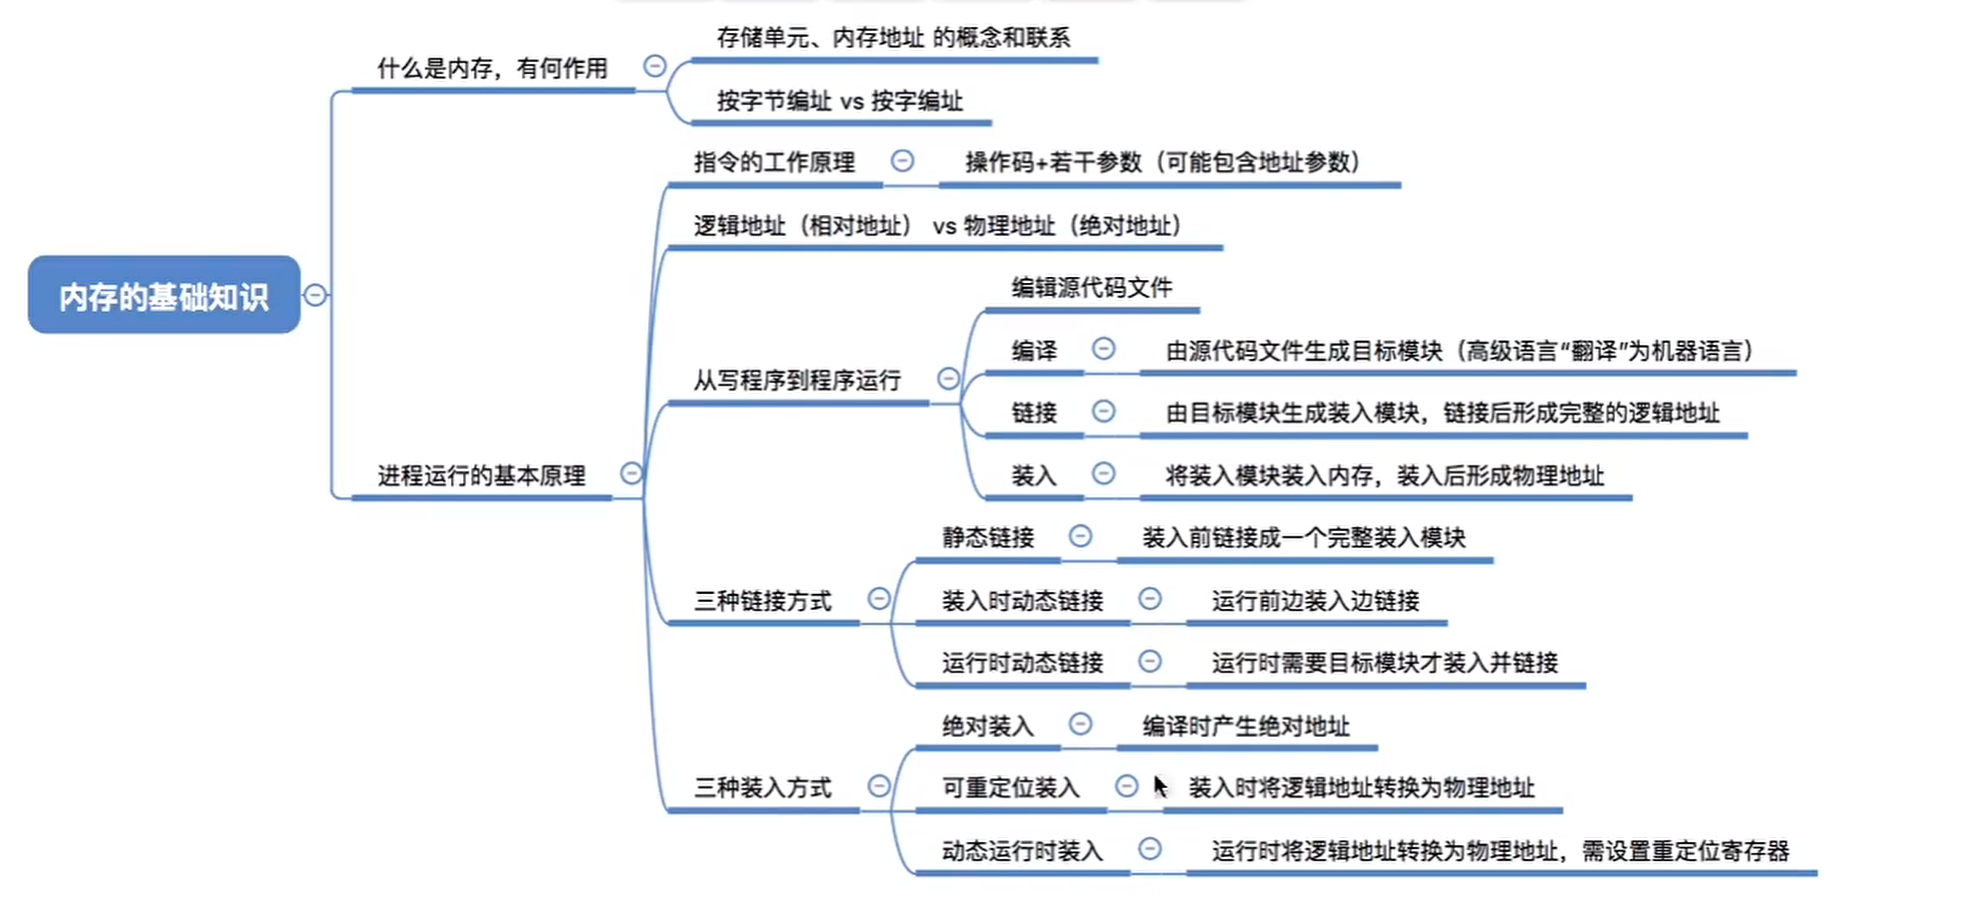 内存的基础知识
什么是内存，有何作用
存储单元、内存地址 的概念和联系
按字节编址 vs 按字编址
进程运行的基本原理
指令的工作原理
操作码+若干参数（可能包含地址参数）
逻辑地址（相对地址） vs 物理地址（绝对地址）
从写程序到程序运行
编辑源代码文件
编译
由源代码文件生成目标模块（高级语言“翻译”为机器语言）
链接
由目标模块生成装入模块，链接后形成完整的逻辑地址
装入
将装入模块装入内存，装入后形成物理地址
三种链接方式
静态链接
装入前链接成一个完整装入模块
装入时动态链接
运行前边装入边链接
运行时动态链接
运行时需要目标模块才装入并链接
三种装入方式
绝对装入
编译时产生绝对地址
可重定位装入
装入时将逻辑地址转换为物理地址
动态运行时装入
运行时将逻辑地址转换为物理地址，需设置重定位寄存器